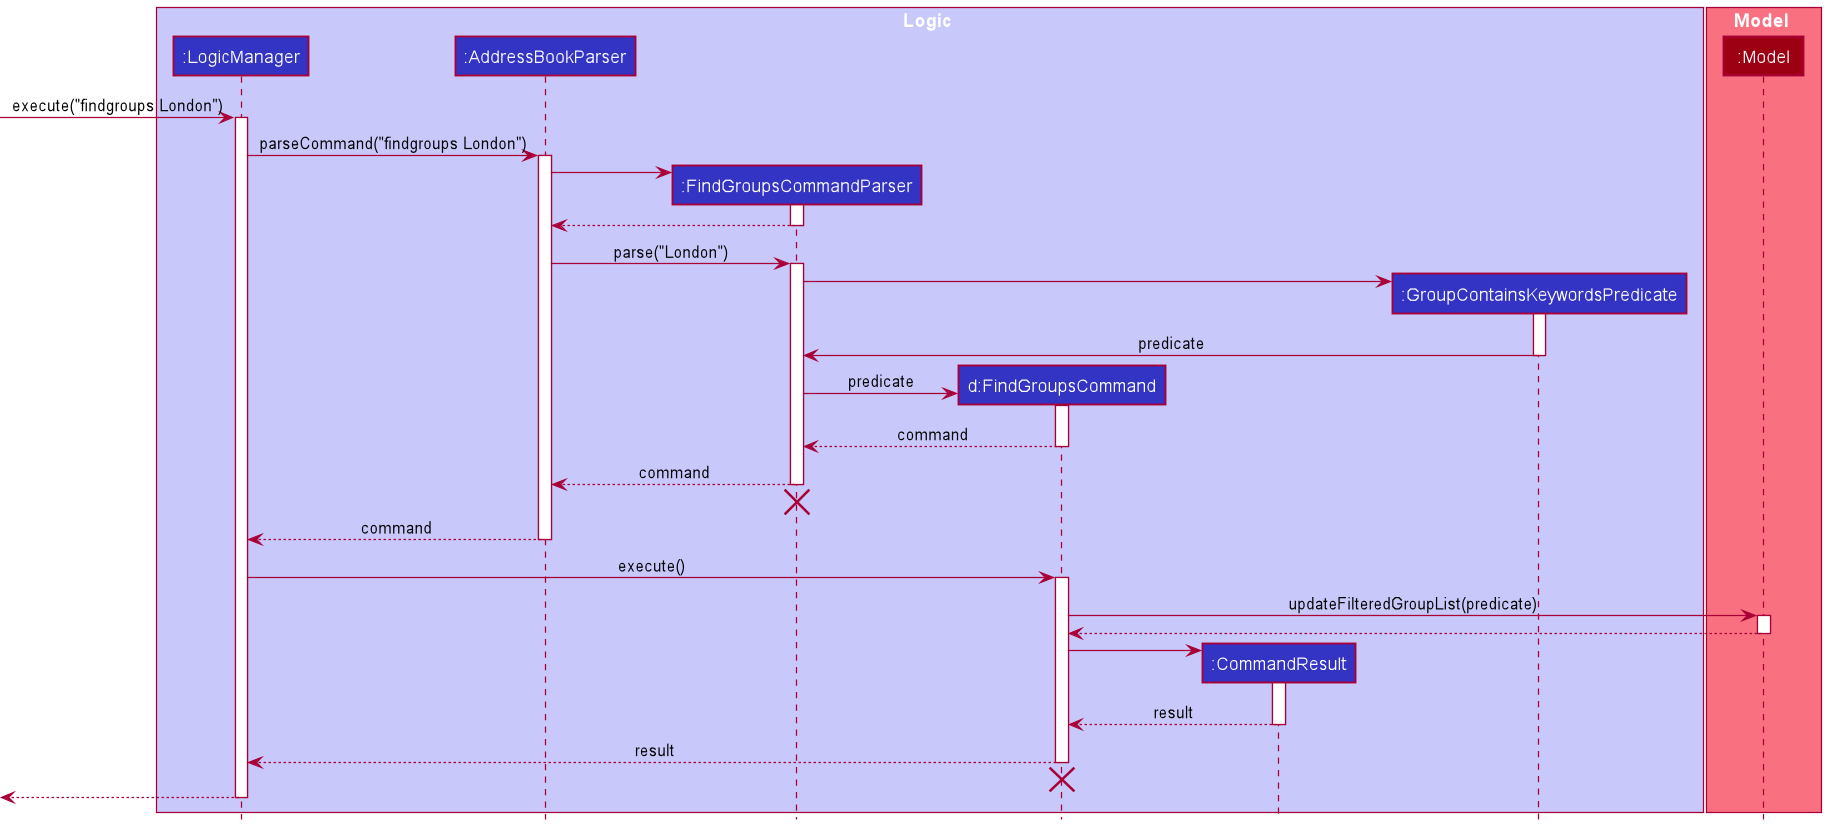 Logic
Model
:LogicManager
:AddressBookParser
:Model
execute("findgroups London")
parseCommand("findgroups London")
:FindGroupsCommandParser
parse("London")
:GroupContainsKeywordsPredicate
predicate
predicate
d:FindGroupsCommand
command
command
command
execute()
updateFilteredGroupList(predicate)
:CommandResult
result
result